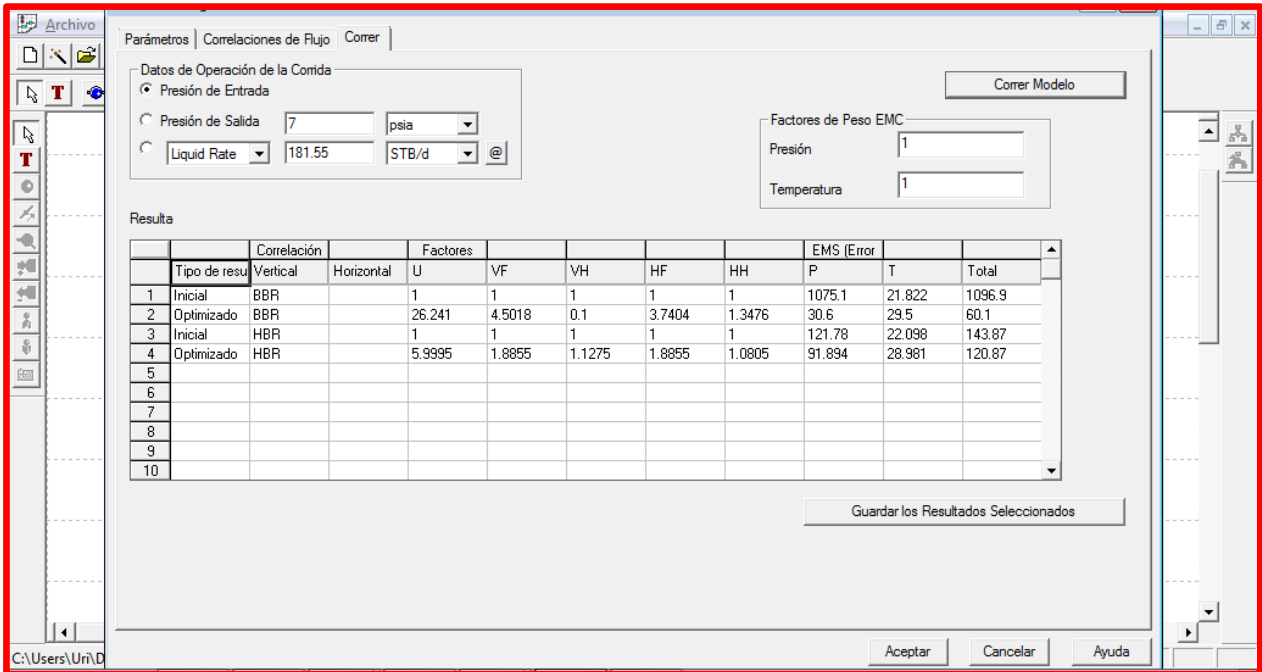 Archivo
Parámetros Correlaciones de Flujo Correr
Datos de Operación de la Corrida
Presión de Entrada
Correr Modelo
Presión de Salida 7 psia
Liquid Rate 181.55 STB/d @
Factores de Peso EMC
Presión 1
Temperatura 1
Resulta
Correlación Factores EMS (Error
Tipo de resu Vertical Horizontal U VF VH HF HH P T Total
1 Inicial BBR 1 1 1 1 1 1075.1 21.822 1096.9
2 Optimizado BBR 26.241 4.5018 0.1 3.7404 1.3476 30.6 29.5 60.1
3 Inicial HBR 1 1 1 1 1 121.78 22.098 143.87
4 Optimizado HBR 5.9995 1.8855 1.1275 1.8855 1.0805 91.894 28.981 120.87
5
6
7
8
9
10
Guardar los Resultados Seleccionados
Aceptar Cancelar Ayuda
C:\Users\Uri\D
T
T